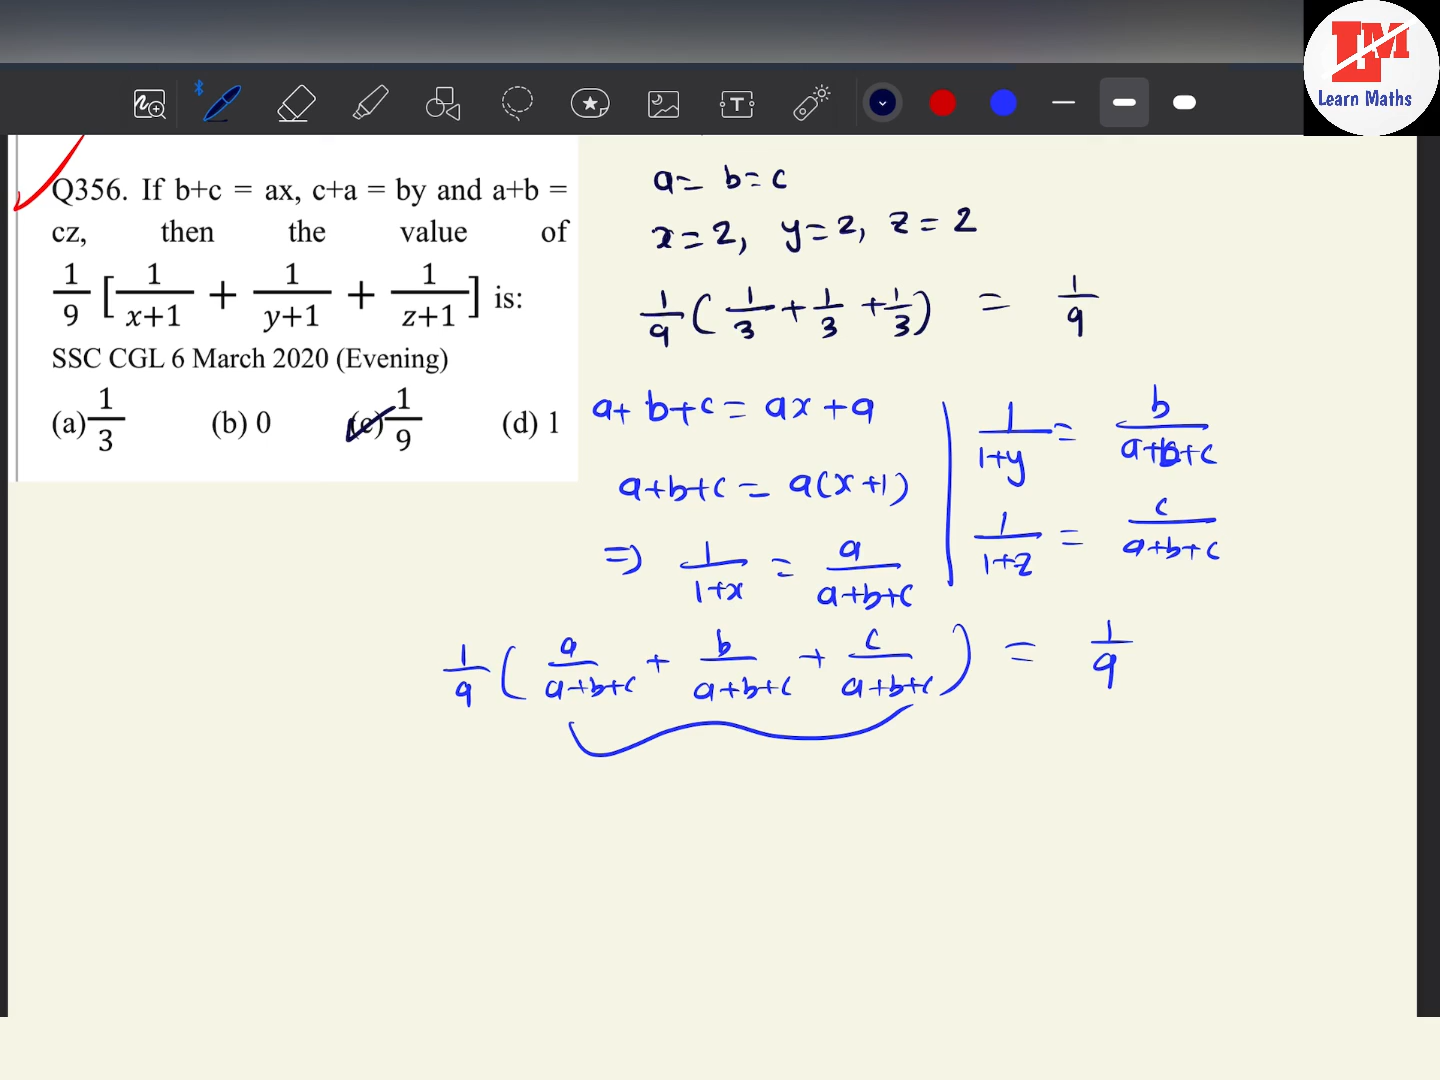 LM
Learn Maths
T
Q356. If b+c = ax, c+a = by and a+b =
cz, then the value of
1/9 [1/x+1 + 1/y+1 + 1/z+1] is:
SSC CGL 6 March 2020 (Evening)
(a) 1/3 (b) 0 (c) 1/9 (d) 1
a = b = c
x = 2, y = 2, z = 2
1/9 (1/3 + 1/3 + 1/3) = 1/9
a + b + c = ax + a
a + b + c = a(x + 1)
⇒ 1/1+x = a/a+b+c
1/1+y = b/a+b+c
1/1+z = c/a+b+c
1/9 (a/a+b+c + b/a+b+c + c/a+b+c) = 1/9